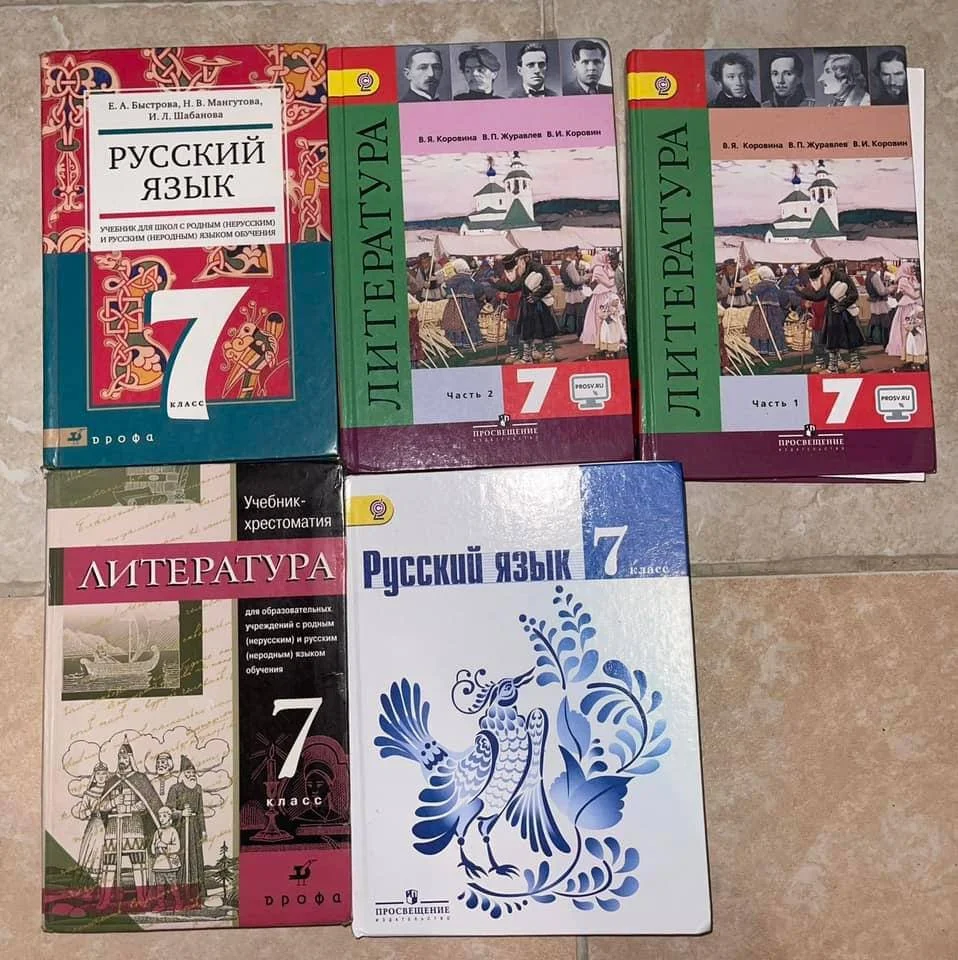 Е. А. Быстрова, Н. В. Мангутова,
И. Л. Шабанова
РУССКИЙ
ЯЗЫК
УЧЕБНИК ДЛЯ ШКОЛ С РОДНЫМ (НЕРУССКИМ)
И РУССКИМ (НЕРОДНЫМ) ЯЗЫКОМ ОБУЧЕНИЯ
7
КЛАСС
ДРОФА
В.Я. Коровина В.П. Журавлев В.И. Коровин
ЛИТЕРАТУРА
Часть 2
7
PROSV.RU
ПРОСВЕЩЕНИЕ
ИЗДАТЕЛЬСТВО
В.Я. Коровина В.П. Журавлев В.И. Коровин
ЛИТЕРАТУРА
Часть 1
7
PROSV.RU
ПРОСВЕЩЕНИЕ
ИЗДАТЕЛЬСТВО
Учебник-
хрестоматия
ЛИТЕРАТУРА
для образовательных
учреждений с родным
(нерусским) и русским
(неродным) языком
обучения
7
класс
ДРОФА
Русский язык
7
класс
ПРОСВЕЩЕНИЕ
ИЗДАТЕЛЬСТВО